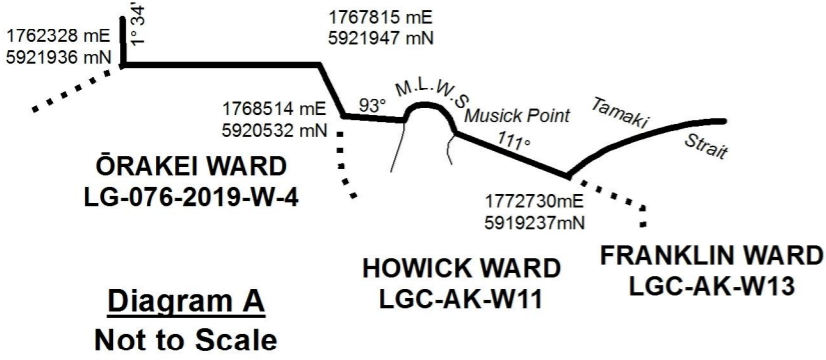 1762328 mE
5921936 mN
1° 34'
1767815 mE
5921947 mN
1768514 mE
5920532 mN
93°
M.L.W.S
Musick Point
111°
Tamaki
Strait
ŌRAKEI WARD
LG-076-2019-W-4
1772730mE
5919237mN
HOWICK WARD
LGC-AK-W11
FRANKLIN WARD
LGC-AK-W13
Diagram A
Not to Scale